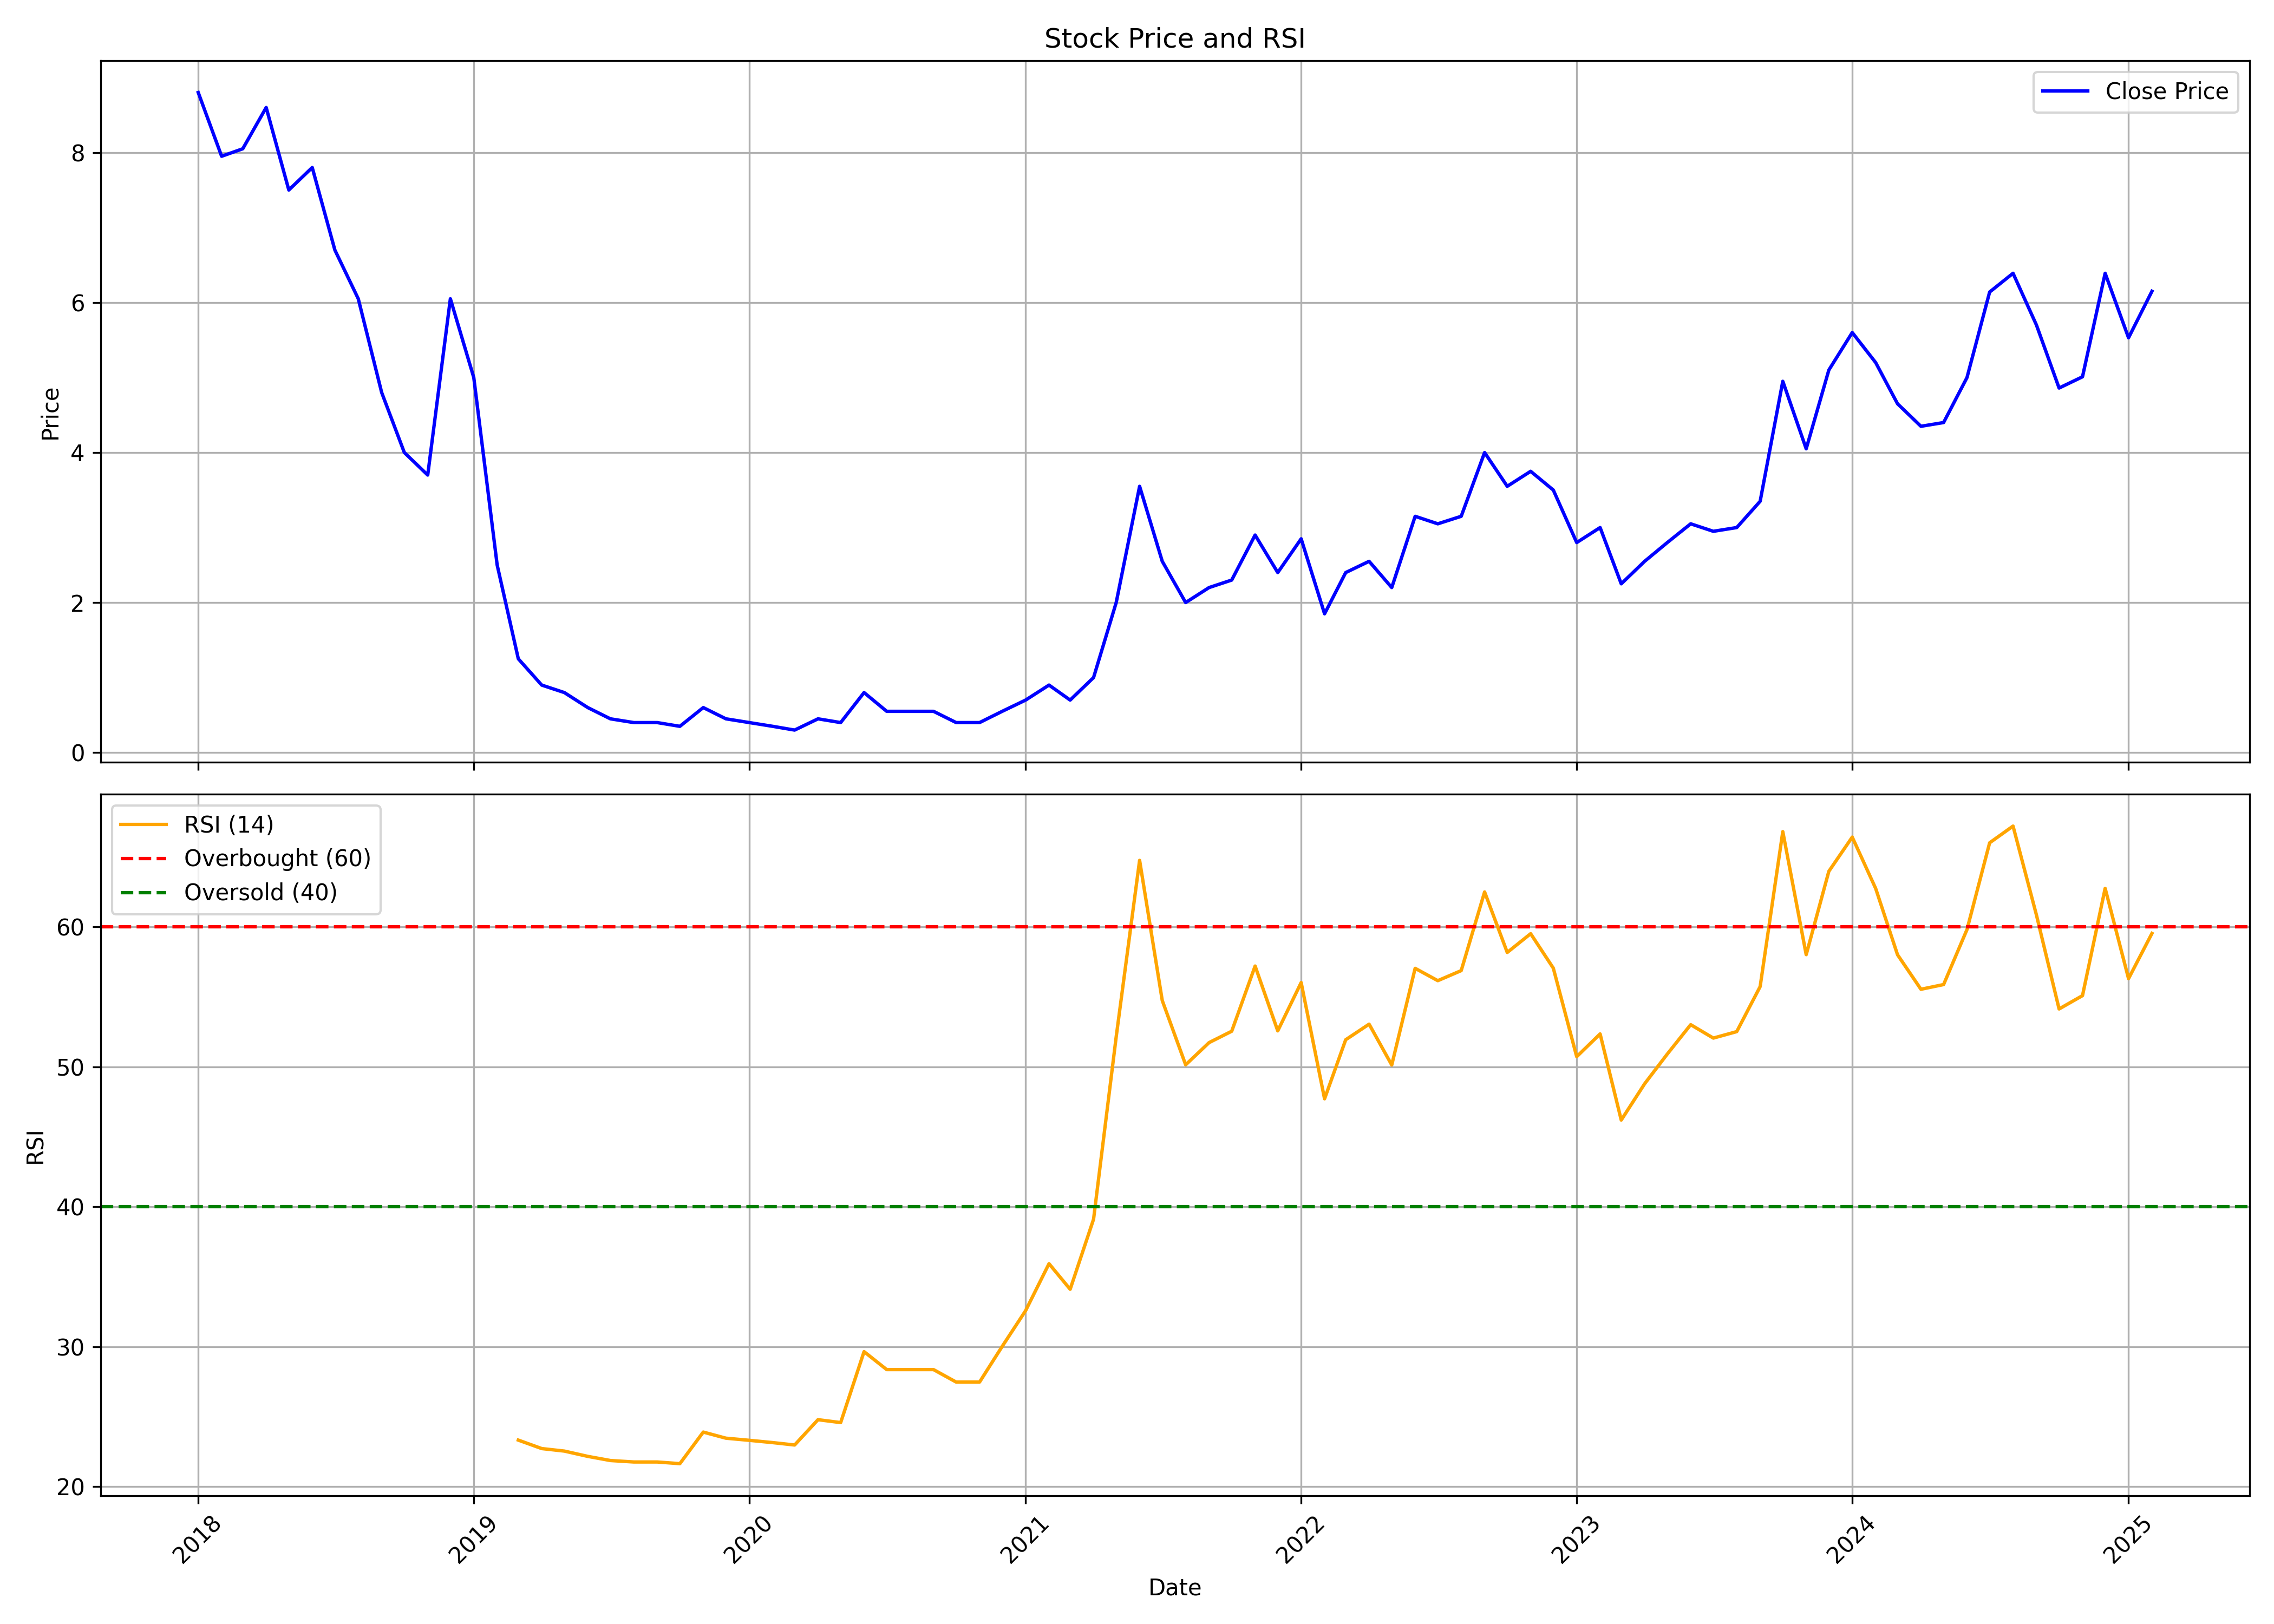 Stock Price and RSI
Close Price
Price
8
6
4
2
0
RSI (14)
Overbought (60)
Oversold (40)
RSI
60
50
40
30
20
2018
2019
2020
2021
2022
2023
2024
2025
Date